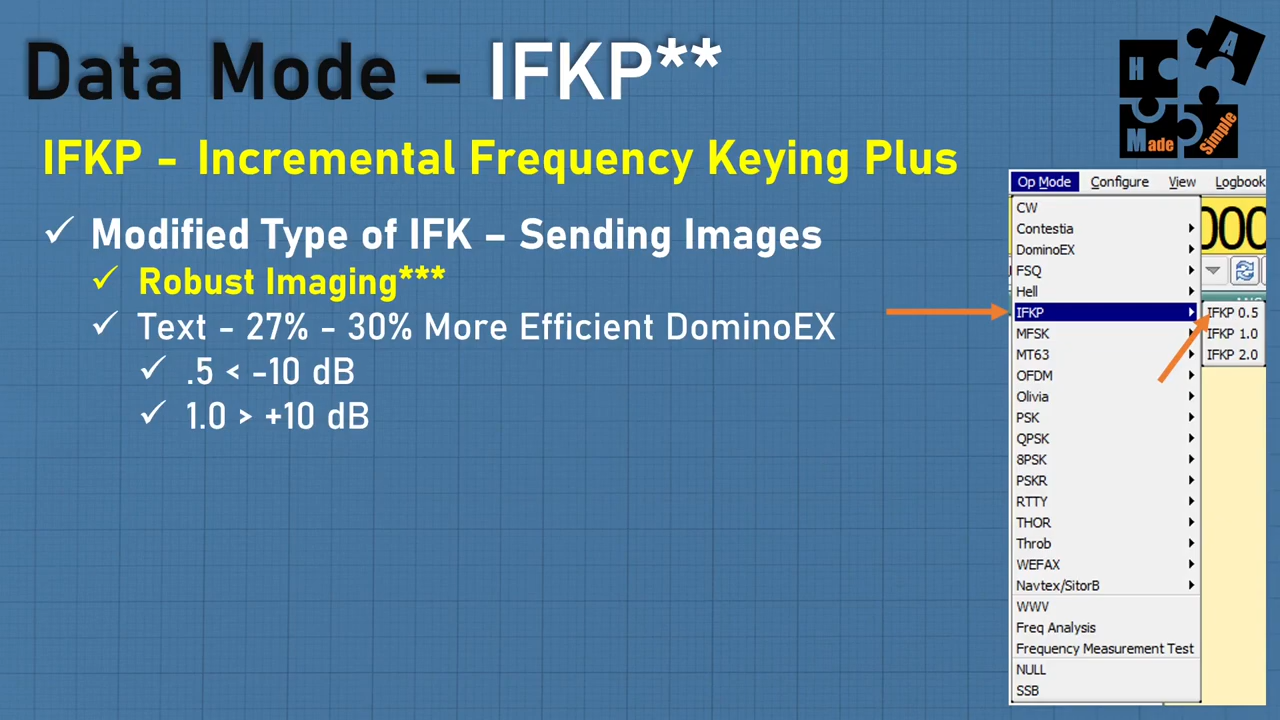 Data Mode – IFKP**
H A
Made Simple
IFKP - Incremental Frequency Keying Plus
✓ Modified Type of IFK – Sending Images
✓ Robust Imaging***
✓ Text - 27% - 30% More Efficient DominoEX
✓ .5 < -10 dB
✓ 1.0 > +10 dB
Op Mode Configure View Logbook
000
CW
Contestia
DominoEX
FSQ
Hell
IFKP
IFKP 0.5
MFSK
IFKP 1.0
MT63
IFKP 2.0
OFDM
Olivia
PSK
QPSK
8PSK
PSKR
RTTY
THOR
Throb
WEFAX
Navtex/SitorB
WWV
Freq Analysis
Frequency Measurement Test
NULL
SSB